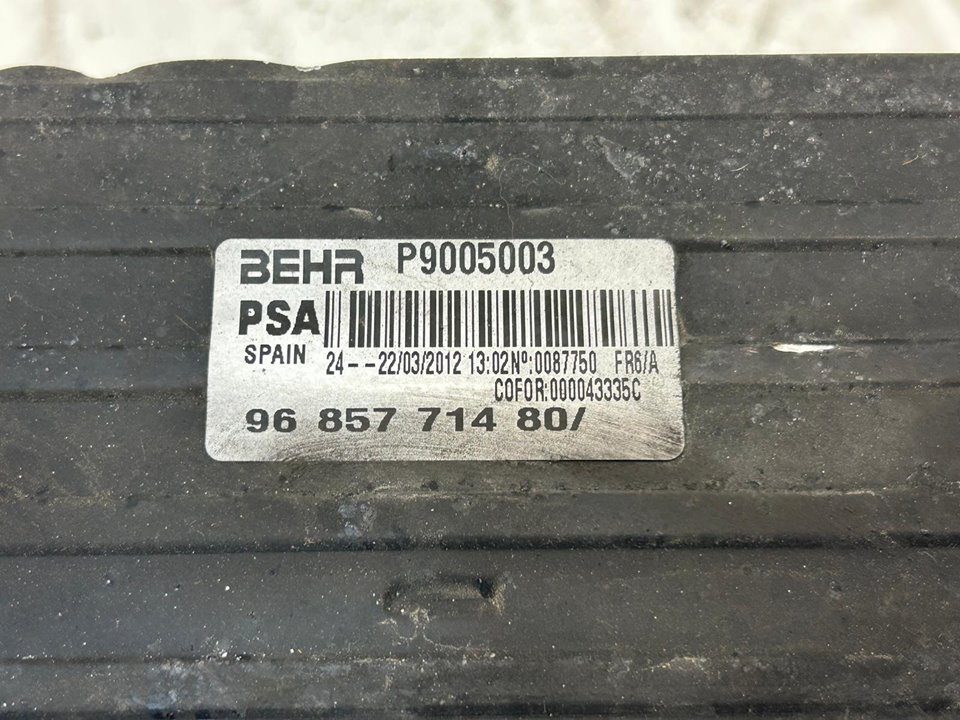 BEHR P9005003
PSA
SPAIN 24--22/03/2012 13:02Nº:0087750 FR6/A
COFOR:000043335C
96 857 714 80/